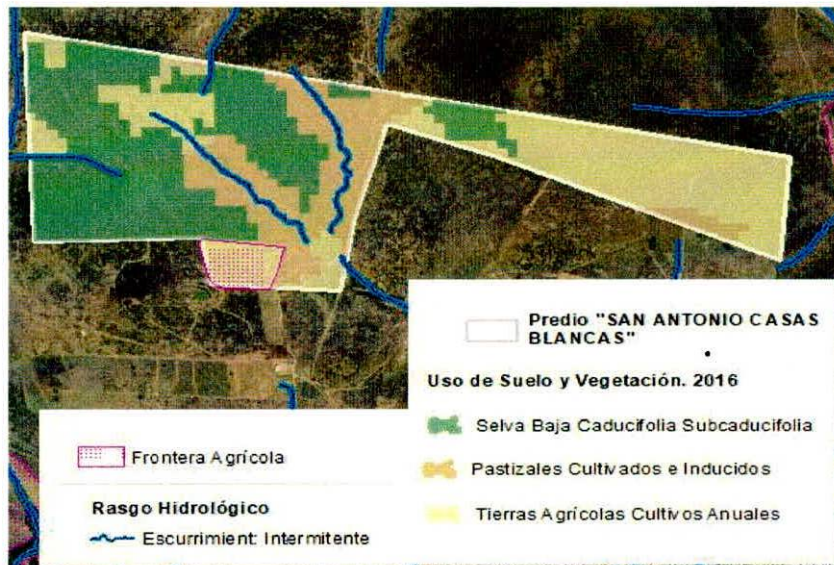 Predio "SAN ANTONIO CASAS
BLANCAS"
Uso de Suelo y Vegetación. 2016
Selva Baja Caducifolia Subcaducifolia
Pastizales Cultivados e Inducidos
Tierras Agrícolas Cultivos Anuales
Frontera Agrícola
Rasgo Hidrológico
Escurrimient: Intermitente